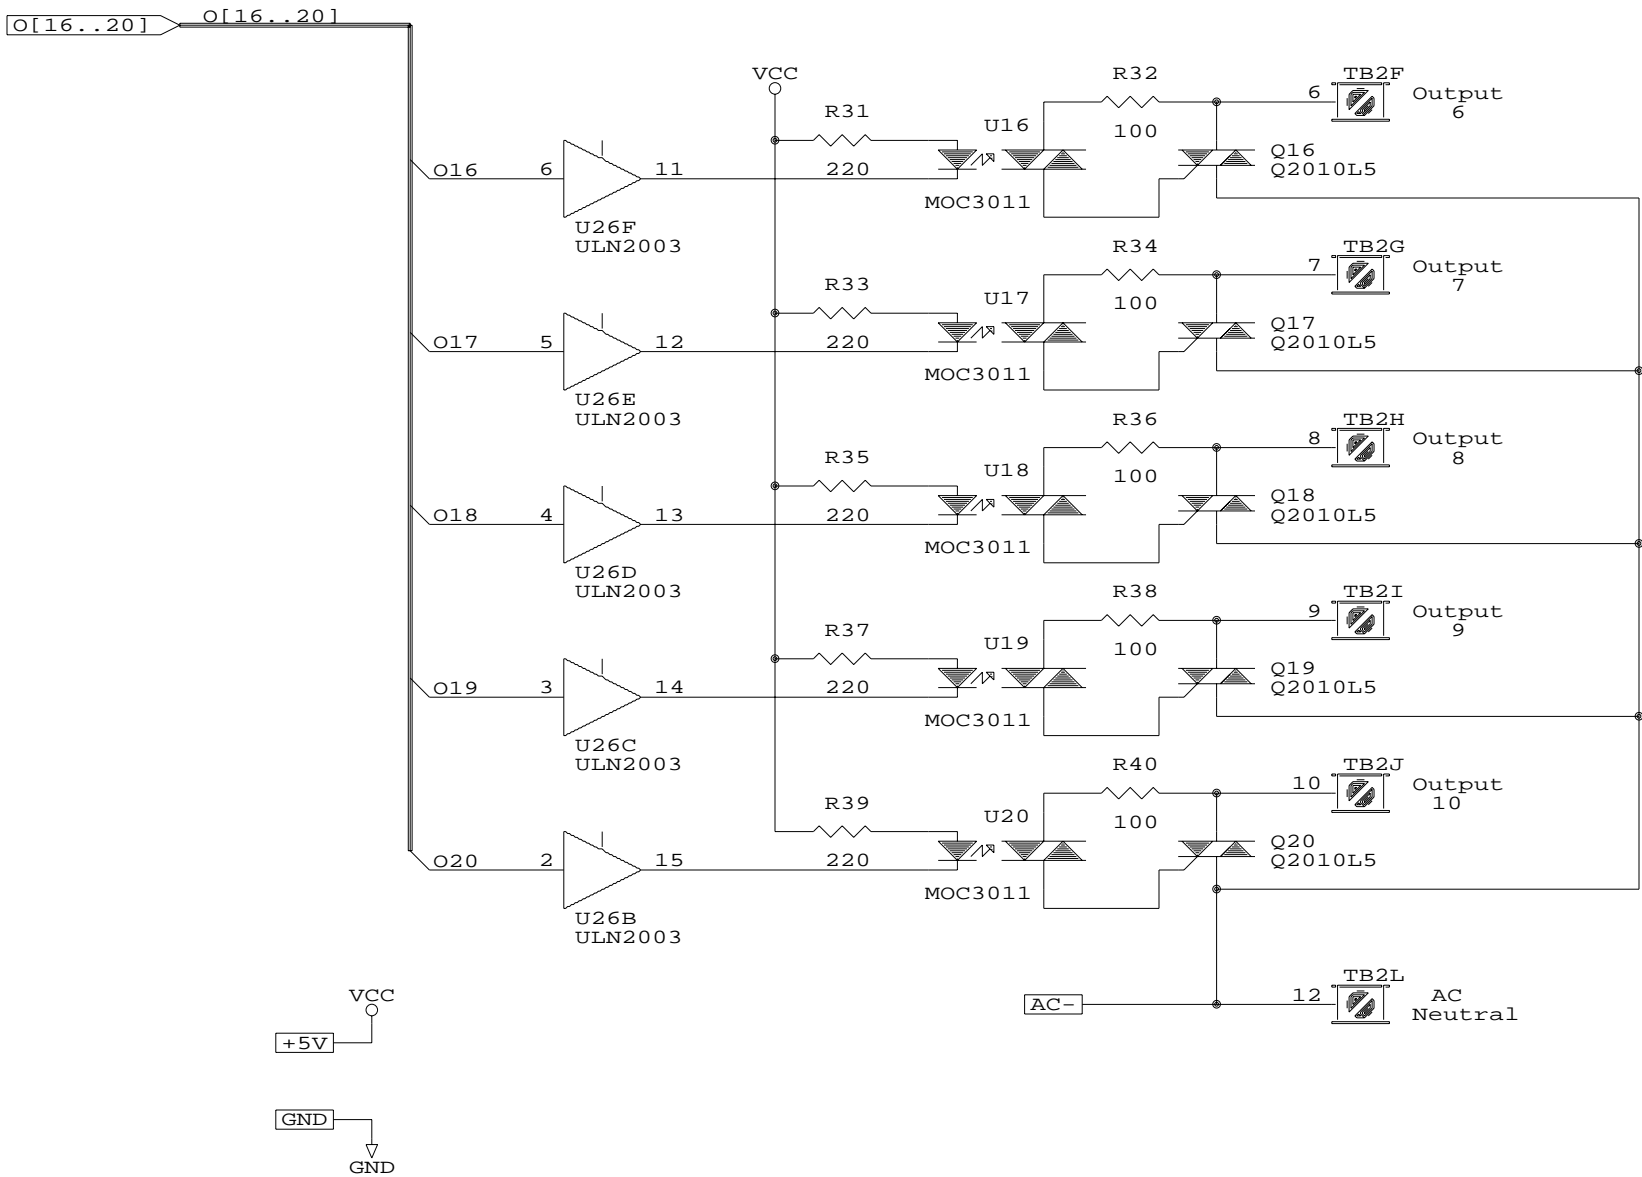 O[16..20]
O[16..20]
VCC
R31
220
R32
100
U16
MOC3011
6
TB2F
Output
6
O16
6
11
U26F
ULN2003
Q16
Q2010L5
R33
220
R34
100
U17
MOC3011
7
TB2G
Output
7
O17
5
12
U26E
ULN2003
Q17
Q2010L5
R35
220
R36
100
U18
MOC3011
8
TB2H
Output
8
O18
4
13
U26D
ULN2003
Q18
Q2010L5
R37
220
R38
100
U19
MOC3011
9
TB2I
Output
9
O19
3
14
U26C
ULN2003
Q19
Q2010L5
R39
220
R40
100
U20
MOC3011
10
TB2J
Output
10
O20
2
15
U26B
ULN2003
Q20
Q2010L5
AC-
12
TB2L
AC
Neutral
VCC
+5V
GND
GND